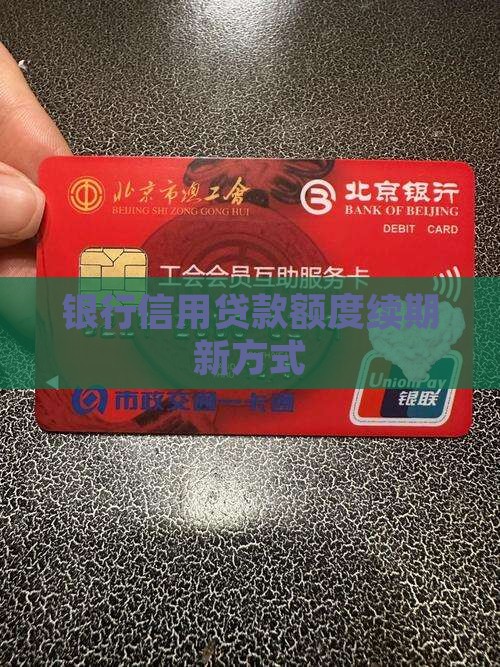 北京市总工会
BEIJING SHI ZONG GONG HUI
北京银行
BANK OF BEIJING
DEBIT CARD
工会会员互助服务卡
银行信用贷款额度续期
新方式
市政交通一卡通
UnionPay
银联